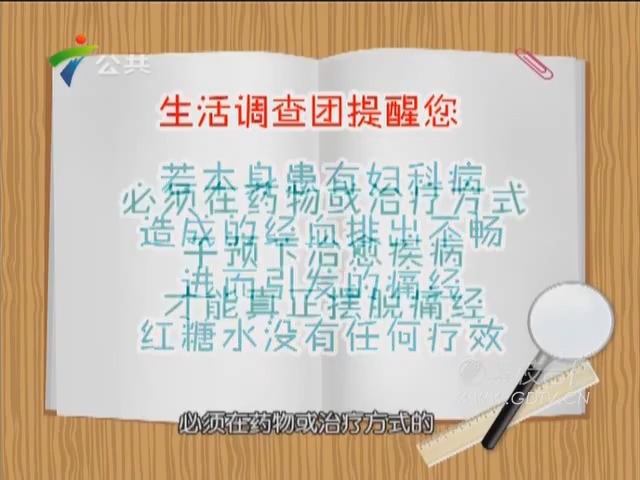 公共
生活调查团提醒您
若本身患有妇科病
必须在药物或治疗方式
造成的经血排出不畅
干预下治愈疾病
进而引发的痛经
才能真正摆脱痛经
红糖水没有任何疗效
必须在药物或治疗方式的
WWW.GDTV.CN